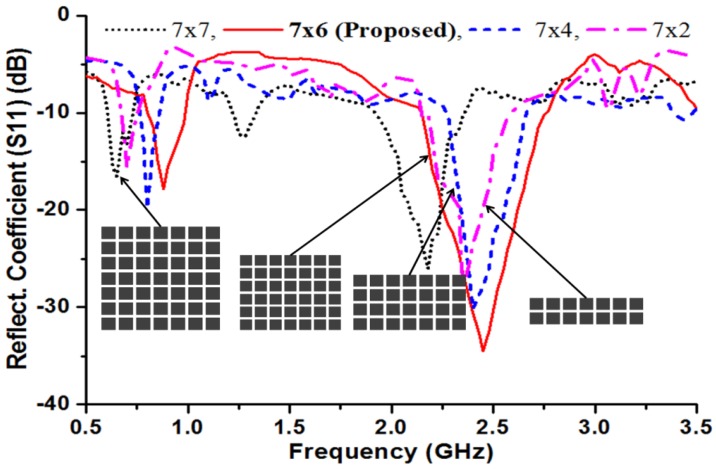 7x7, 7x6 (Proposed), 7x4, 7x2
Reflect. Coefficient (S11) (dB)
0
-10
-20
-30
-40
0.5 1.0 1.5 2.0 2.5 3.0 3.5
Frequency (GHz)